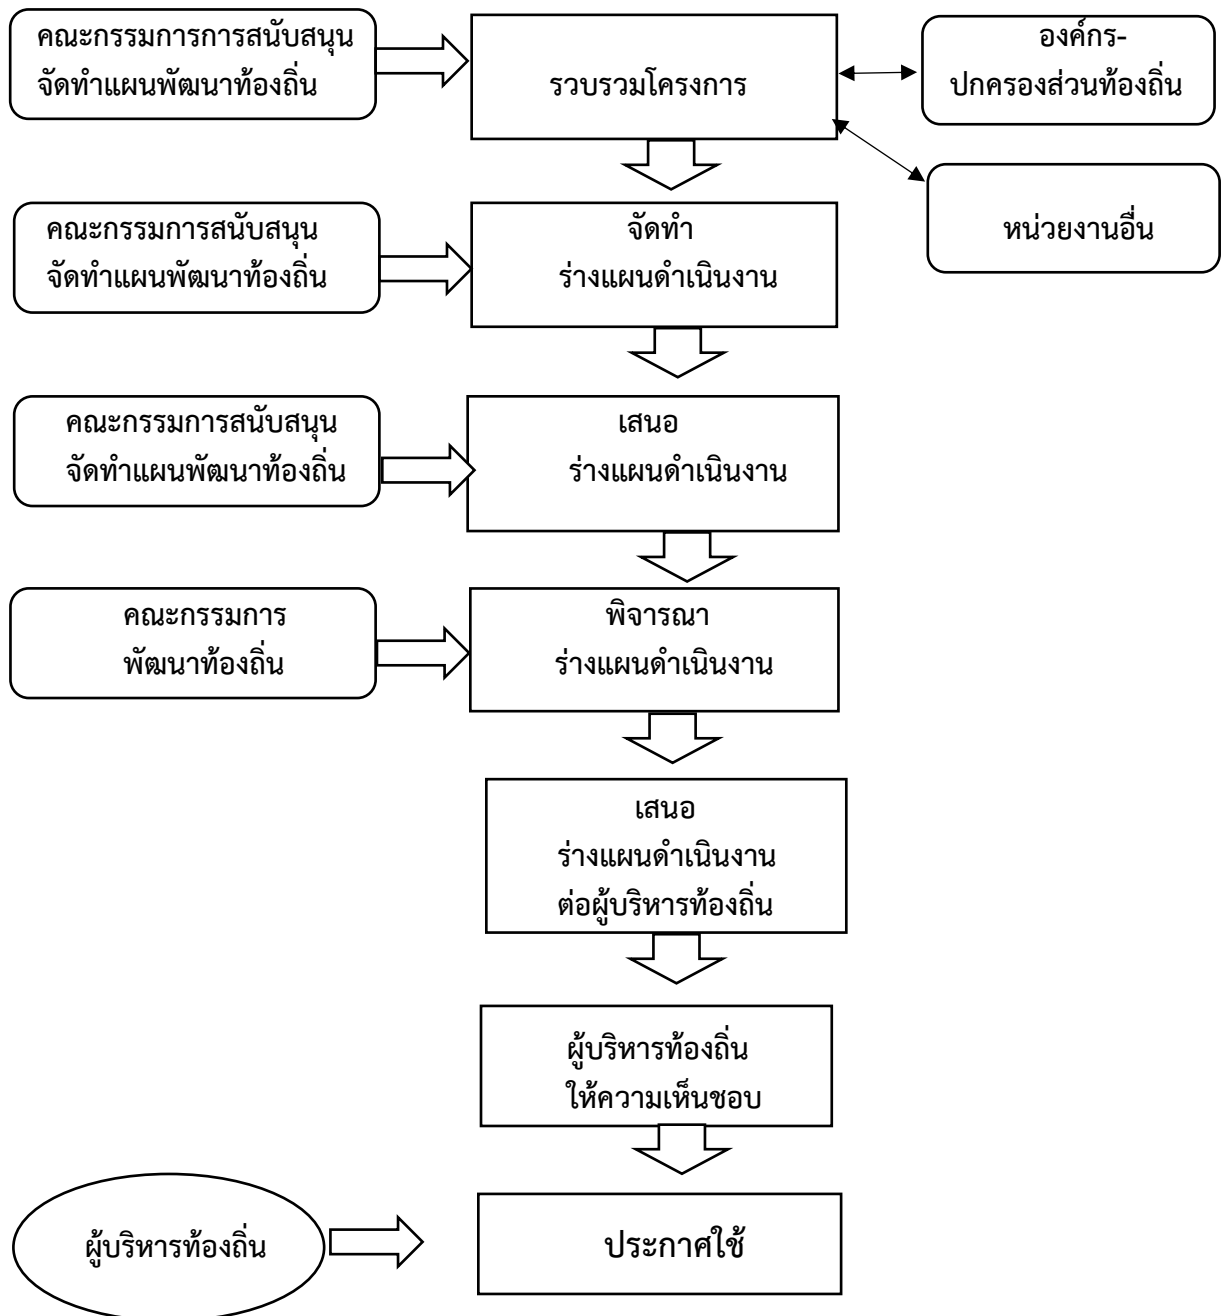 คณะกรรมการการสนับสนุน
จัดทำแผนพัฒนาท้องถิ่น
รวบรวมโครงการ
องค์กร-
ปกครองส่วนท้องถิ่น
หน่วยงานอื่น
คณะกรรมการสนับสนุน
จัดทำแผนพัฒนาท้องถิ่น
จัดทำ
ร่างแผนดำเนินงาน
คณะกรรมการสนับสนุน
จัดทำแผนพัฒนาท้องถิ่น
เสนอ
ร่างแผนดำเนินงาน
คณะกรรมการ
พัฒนาท้องถิ่น
พิจารณา
ร่างแผนดำเนินงาน
เสนอ
ร่างแผนดำเนินงาน
ต่อผู้บริหารท้องถิ่น
ผู้บริหารท้องถิ่น
ให้ความเห็นชอบ
ผู้บริหารท้องถิ่น
ประกาศใช้